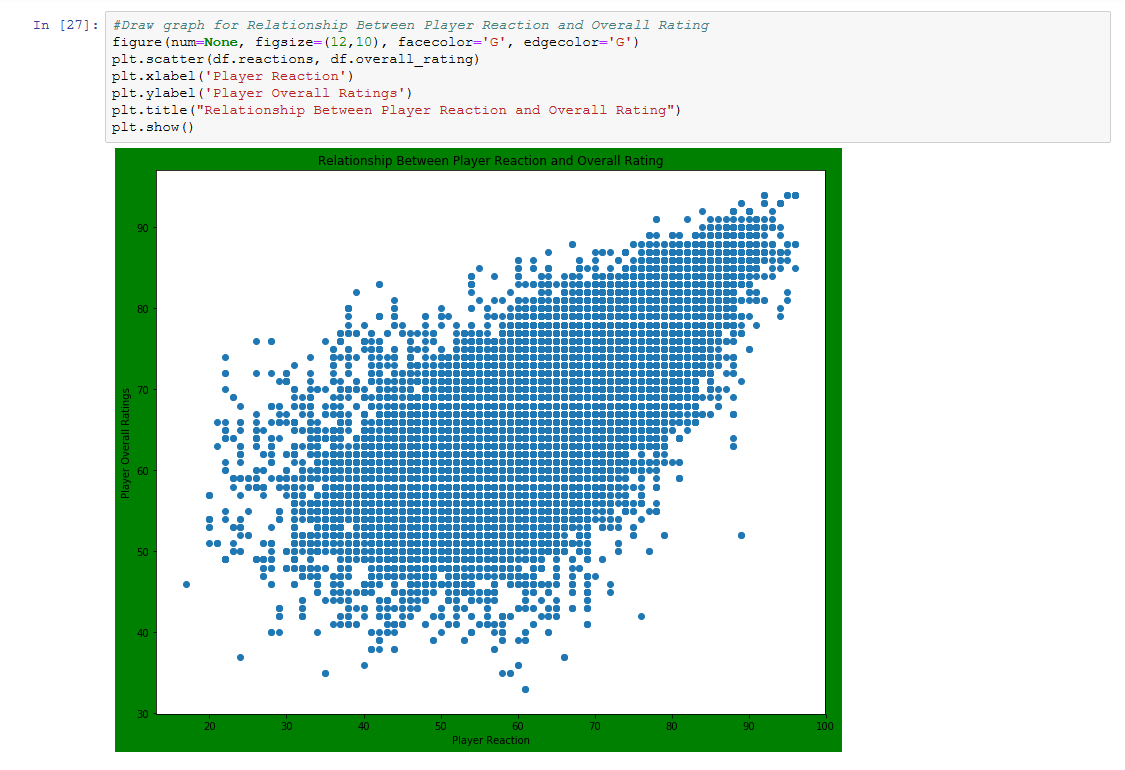 In [27]:
#Draw graph for Relationship Between Player Reaction and Overall Rating
figure(num=None, figsize=(12,10), facecolor='G', edgecolor='G')
plt.scatter(df.reactions, df.overall_rating)
plt.xlabel('Player Reaction')
plt.ylabel('Player Overall Ratings')
plt.title("Relationship Between Player Reaction and Overall Rating")
plt.show()
Relationship Between Player Reaction and Overall Rating
Player Overall Ratings
90
80
70
60
50
40
30
20 30 40 50 60 70 80 90 100
Player Reaction